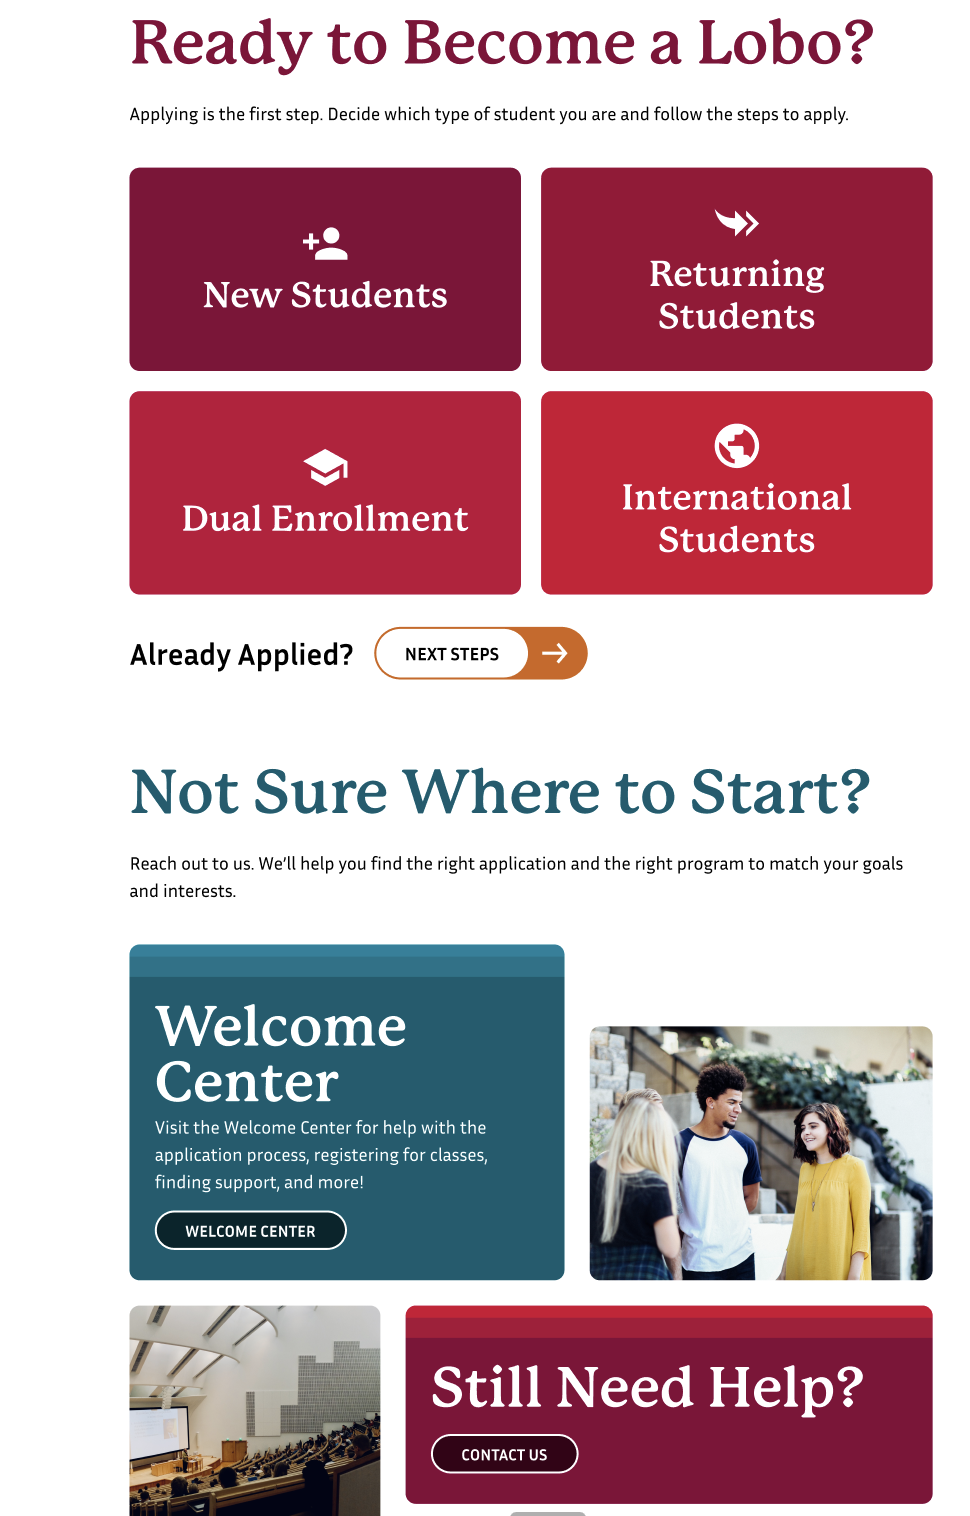 Ready to Become a Lobo?
Applying is the first step. Decide which type of student you are and follow the steps to apply.
New Students
Returning
Students
Dual Enrollment
International
Students
Already Applied?
NEXT STEPS
Not Sure Where to Start?
Reach out to us. We’ll help you find the right application and the right program to match your goals
and interests.
Welcome
Center
Visit the Welcome Center for help with the
application process, registering for classes,
finding support, and more!
WELCOME CENTER
Still Need Help?
CONTACT US